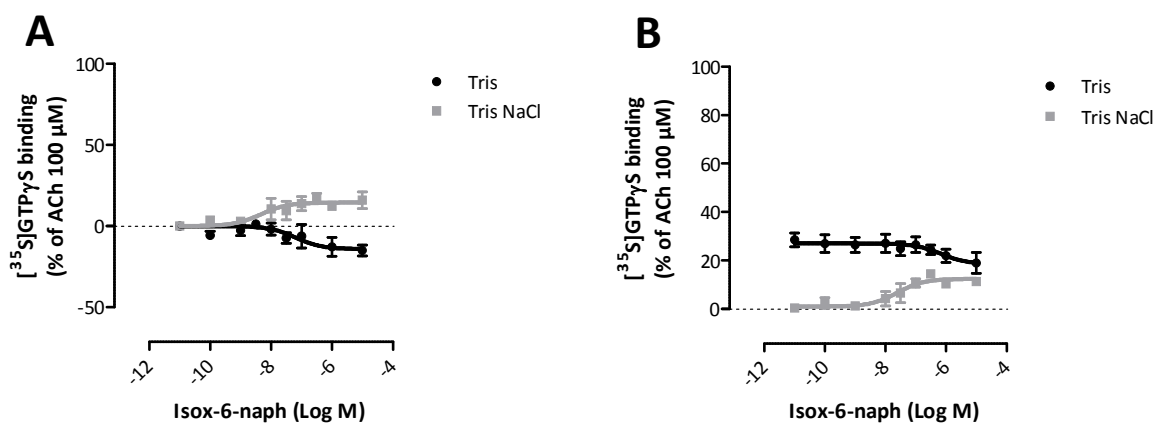 A
[³⁵S]GTPγS binding
(% of ACh 100 µM)
100
50
0
-50
-12
-10
-8
-6
-4
Isox-6-naph (Log M)
Tris
Tris NaCl
B
[³⁵S]GTPγS binding
(% of ACh 100 µM)
100
80
60
40
20
0
-12
-10
-8
-6
-4
Isox-6-naph (Log M)
Tris
Tris NaCl